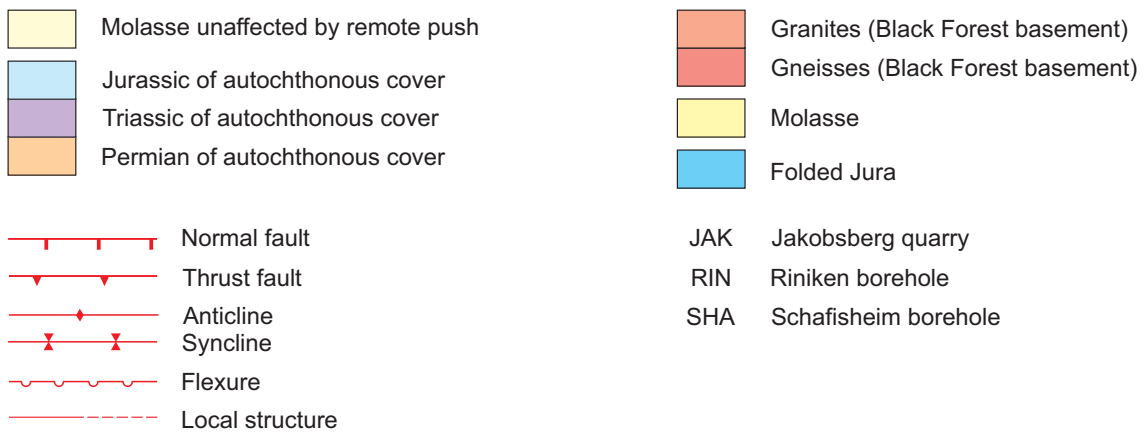 Molasse unaffected by remote push
Jurassic of autochthonous cover
Triassic of autochthonous cover
Permian of autochthonous cover
Normal fault
Thrust fault
Anticline
Syncline
Flexure
Local structure
Granites (Black Forest basement)
Gneisses (Black Forest basement)
Molasse
Folded Jura
JAK Jakobsberg quarry
RIN Riniken borehole
SHA Schafisheim borehole